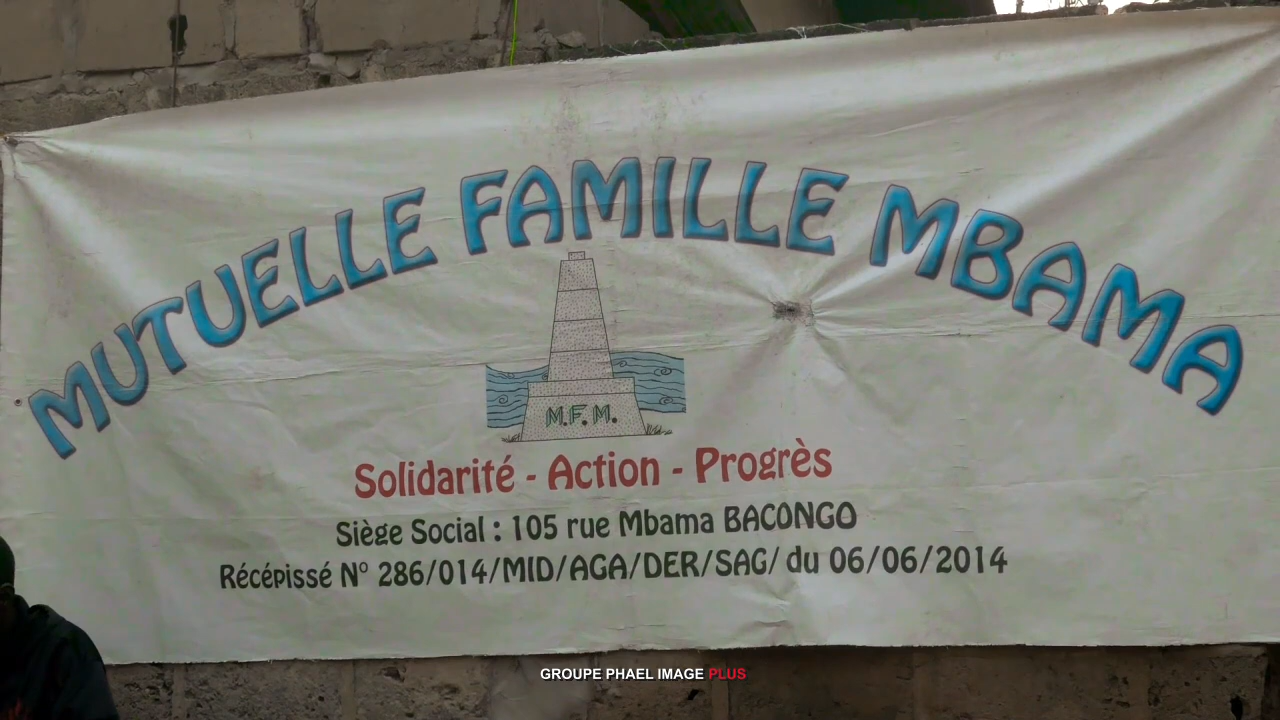 MUTUELLE FAMILLE MBAMA
M.F.M.
Solidarité - Action - Progrès
Siège Social : 105 rue Mbama BACONGO
Récépissé N° 286/014/MID/AGA/DER/SAG/ du 06/06/2014
GROUPE PHAEL IMAGE PLUS